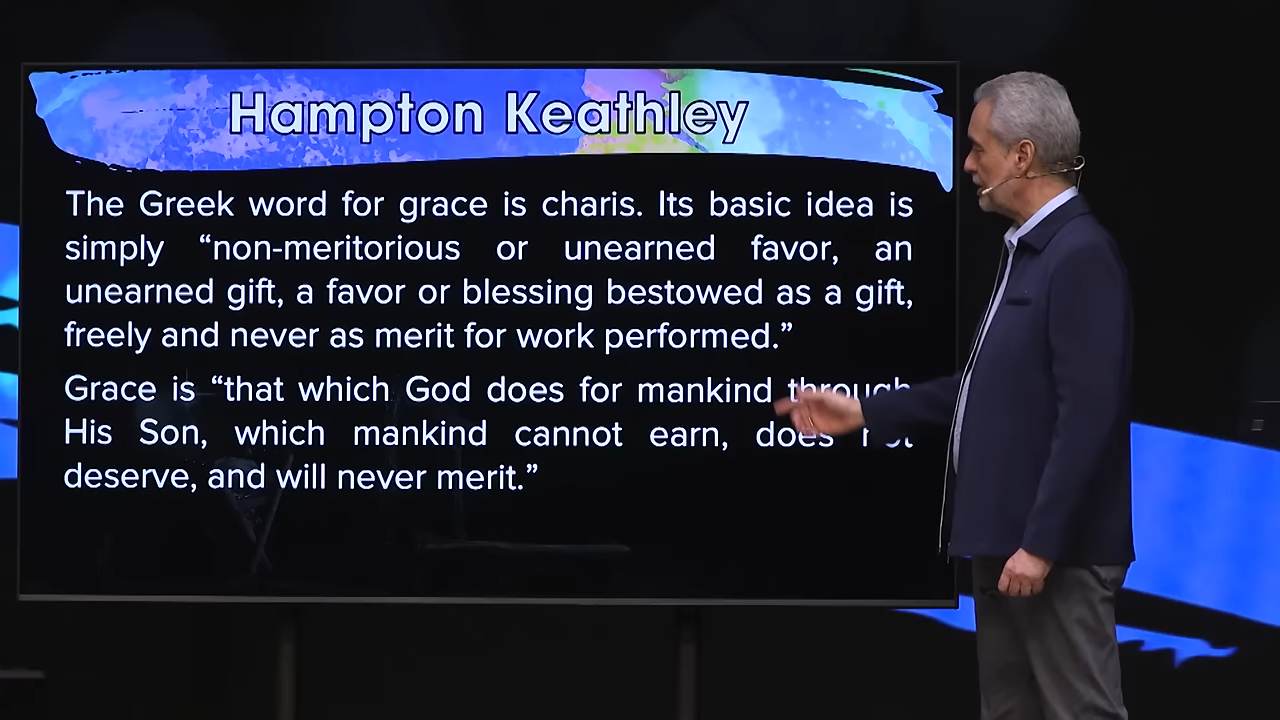 Hampton Keathley
The Greek word for grace is charis. Its basic idea is
simply “non-meritorious or unearned favor, an
unearned gift, a favor or blessing bestowed as a gift,
freely and never as merit for work performed.”
Grace is “that which God does for mankind through
His Son, which mankind cannot earn, does not
deserve, and will never merit.”